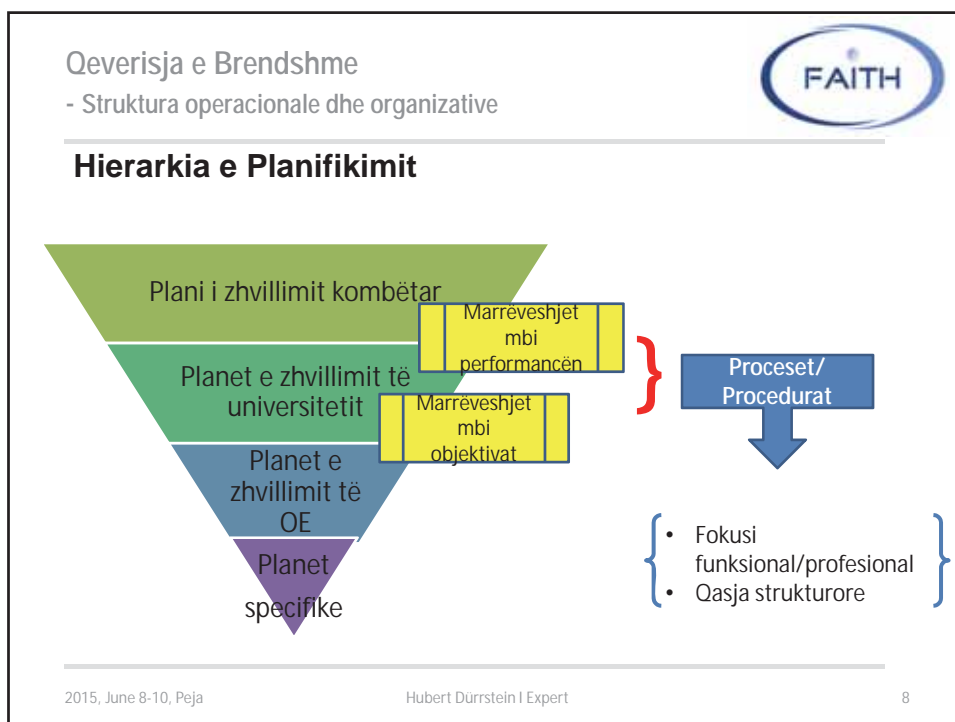 Qeverisja e Brendshme
- Struktura operacionale dhe organizative
FAITH
Hierarkia e Planifikimit
Plani i zhvillimit kombëtar
Marrëveshjet
mbi
performancën
Planet e zhvillimit të
universitetit
Marrëveshjet
mbi
objektivat
Planet e
zhvillimit të
OE
Planet
specifike
Proceset/
Procedurat
• Fokusi
funksional/profesional
• Qasja strukturore
2015, June 8-10, Peja
Hubert Dürrstein I Expert
8